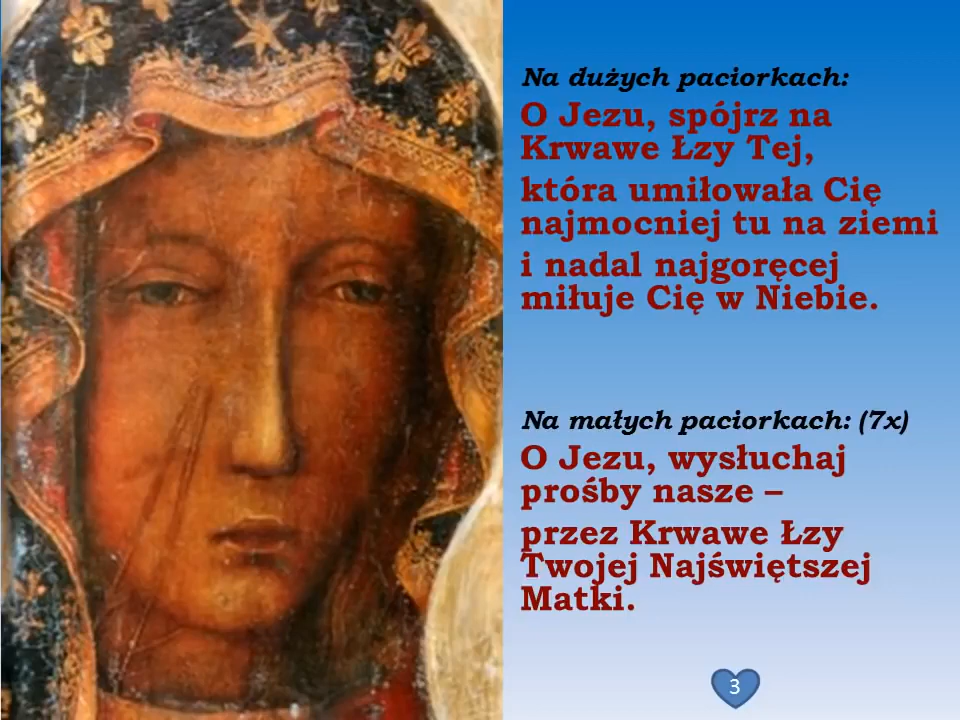 Na dużych paciorkach:
O Jezu, spójrz na
Krwawe Łzy Tej,
która umiłowała Cię
najmocniej tu na ziemi
i nadal najgoręcej
miłuje Cię w Niebie.
Na małych paciorkach: (7x)
O Jezu, wysłuchaj
prośby nasze –
przez Krwawe Łzy
Twojej Najświętszej
Matki.
3